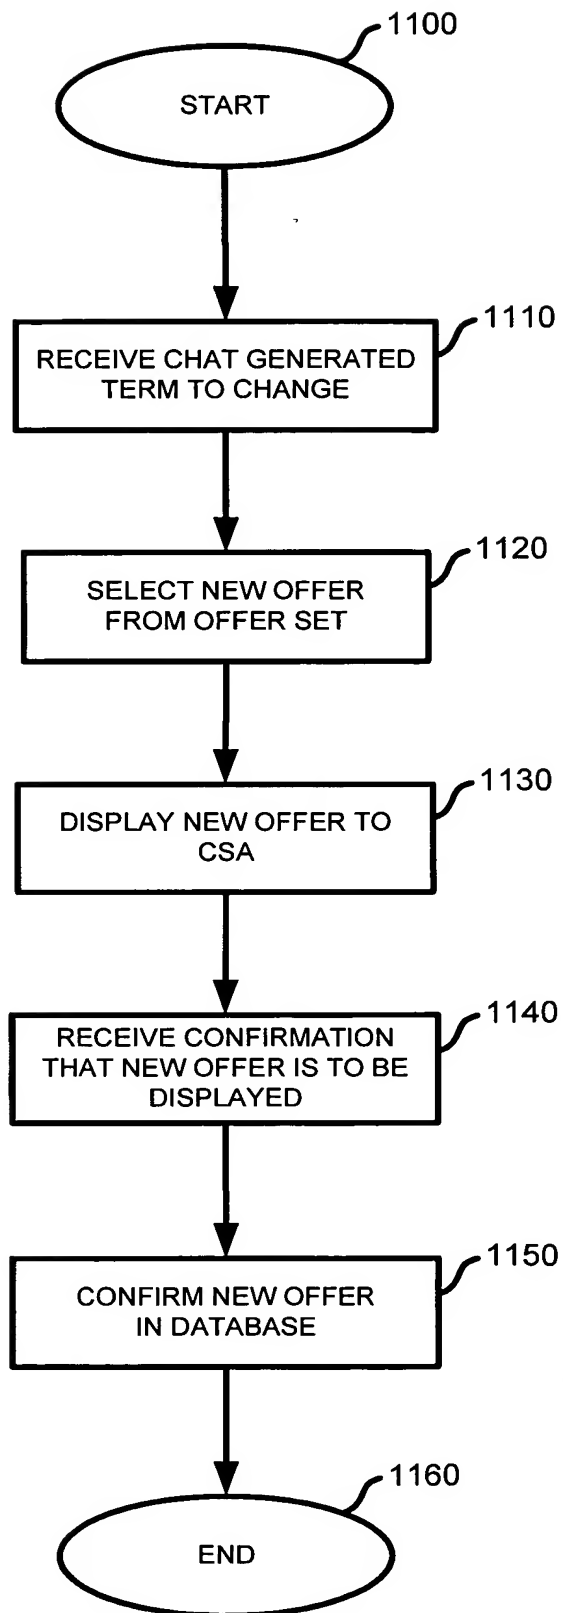 1100
START
1110
RECEIVE CHAT GENERATED
TERM TO CHANGE
1120
SELECT NEW OFFER
FROM OFFER SET
1130
DISPLAY NEW OFFER TO
CSA
1140
RECEIVE CONFIRMATION
THAT NEW OFFER IS TO BE
DISPLAYED
1150
CONFIRM NEW OFFER
IN DATABASE
1160
END